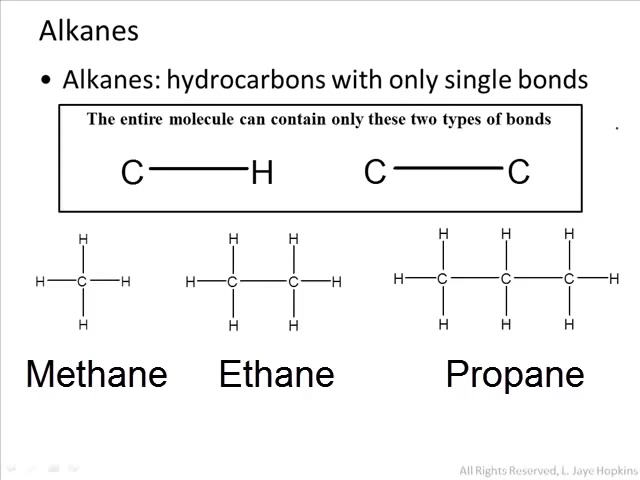 Alkanes
• Alkanes: hydrocarbons with only single bonds
The entire molecule can contain only these two types of bonds
C H C C
H H H H H H
H C H H C C H H C C C H
H H H H H H
Methane Ethane Propane
All Rights Reserved, L. Jaye Hopkins